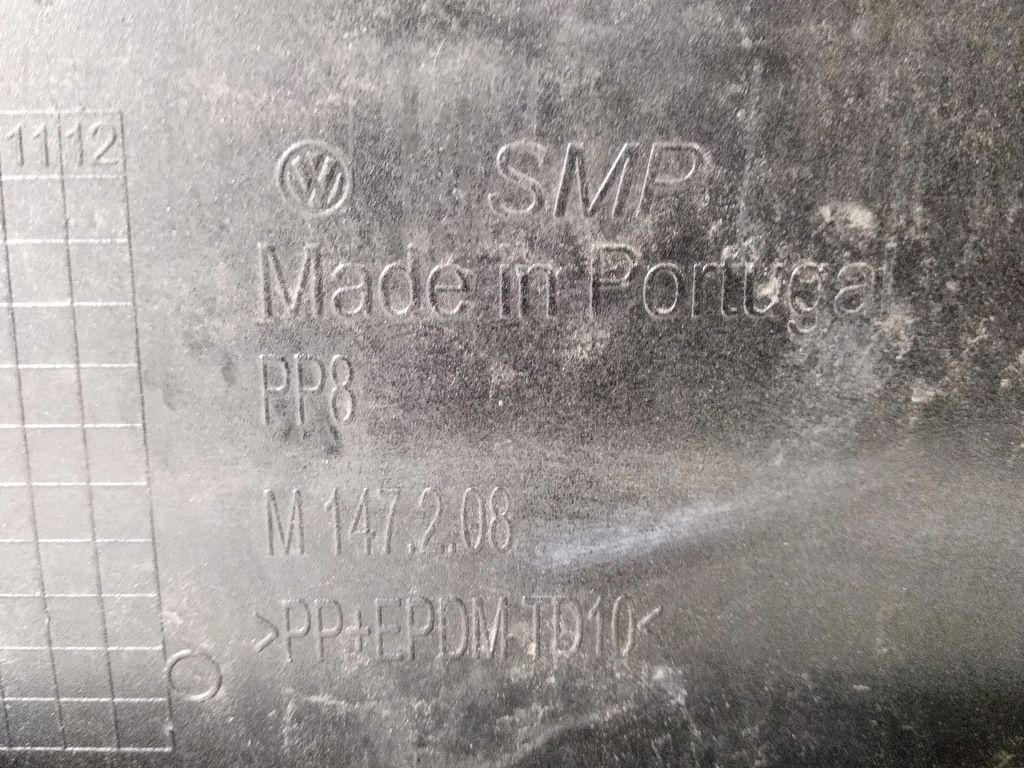 11 12
SMP
Made in Portugal
PP8
M 147.2.08
>PP+EPDM-TD10<